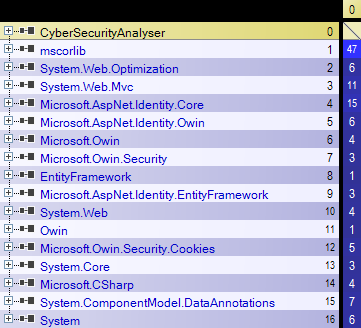 0
CyberSecurityAnalyser 0
mscorlib 1 47
System.Web.Optimization 2 6
System.Web.Mvc 3 11
Microsoft.AspNet.Identity.Core 4 15
Microsoft.AspNet.Identity.Owin 5 6
Microsoft.Owin 6 4
Microsoft.Owin.Security 7 3
EntityFramework 8 1
Microsoft.AspNet.Identity.EntityFramework 9 3
System.Web 10 4
Owin 11 1
Microsoft.Owin.Security.Cookies 12 5
System.Core 13 3
Microsoft.CSharp 14 4
System.ComponentModel.DataAnnotations 15 7
System 16 6